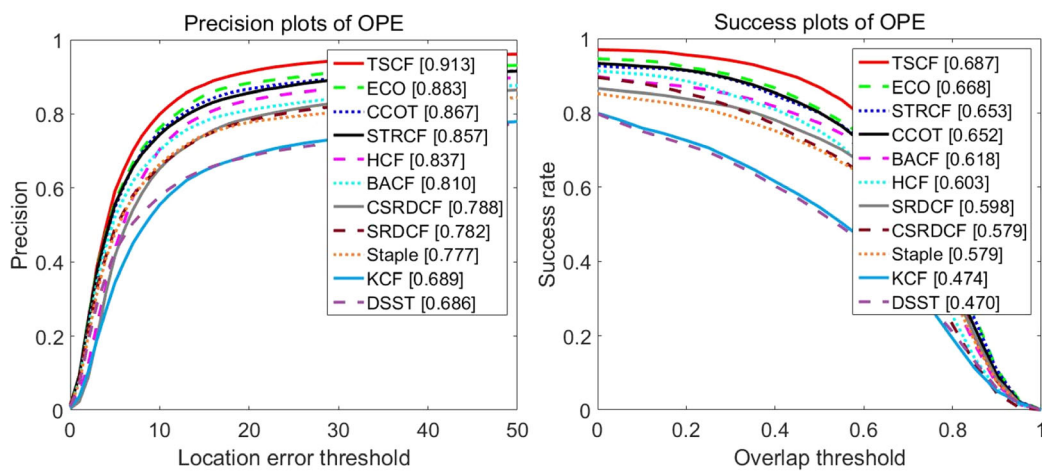 Precision plots of OPE
1
0.8
0.6
0.4
0.2
0
Precision
0
10
20
30
40
50
Location error threshold
TSCF [0.913]
ECO [0.883]
CCOT [0.867]
STRCF [0.857]
HCF [0.837]
BACF [0.810]
CSRDCF [0.788]
SRDCF [0.782]
Staple [0.777]
KCF [0.689]
DSST [0.686]
Success plots of OPE
1
0.8
0.6
0.4
0.2
0
Success rate
0
0.2
0.4
0.6
0.8
1
Overlap threshold
TSCF [0.687]
ECO [0.668]
STRCF [0.653]
CCOT [0.652]
BACF [0.618]
HCF [0.603]
SRDCF [0.598]
CSRDCF [0.579]
Staple [0.579]
KCF [0.474]
DSST [0.470]